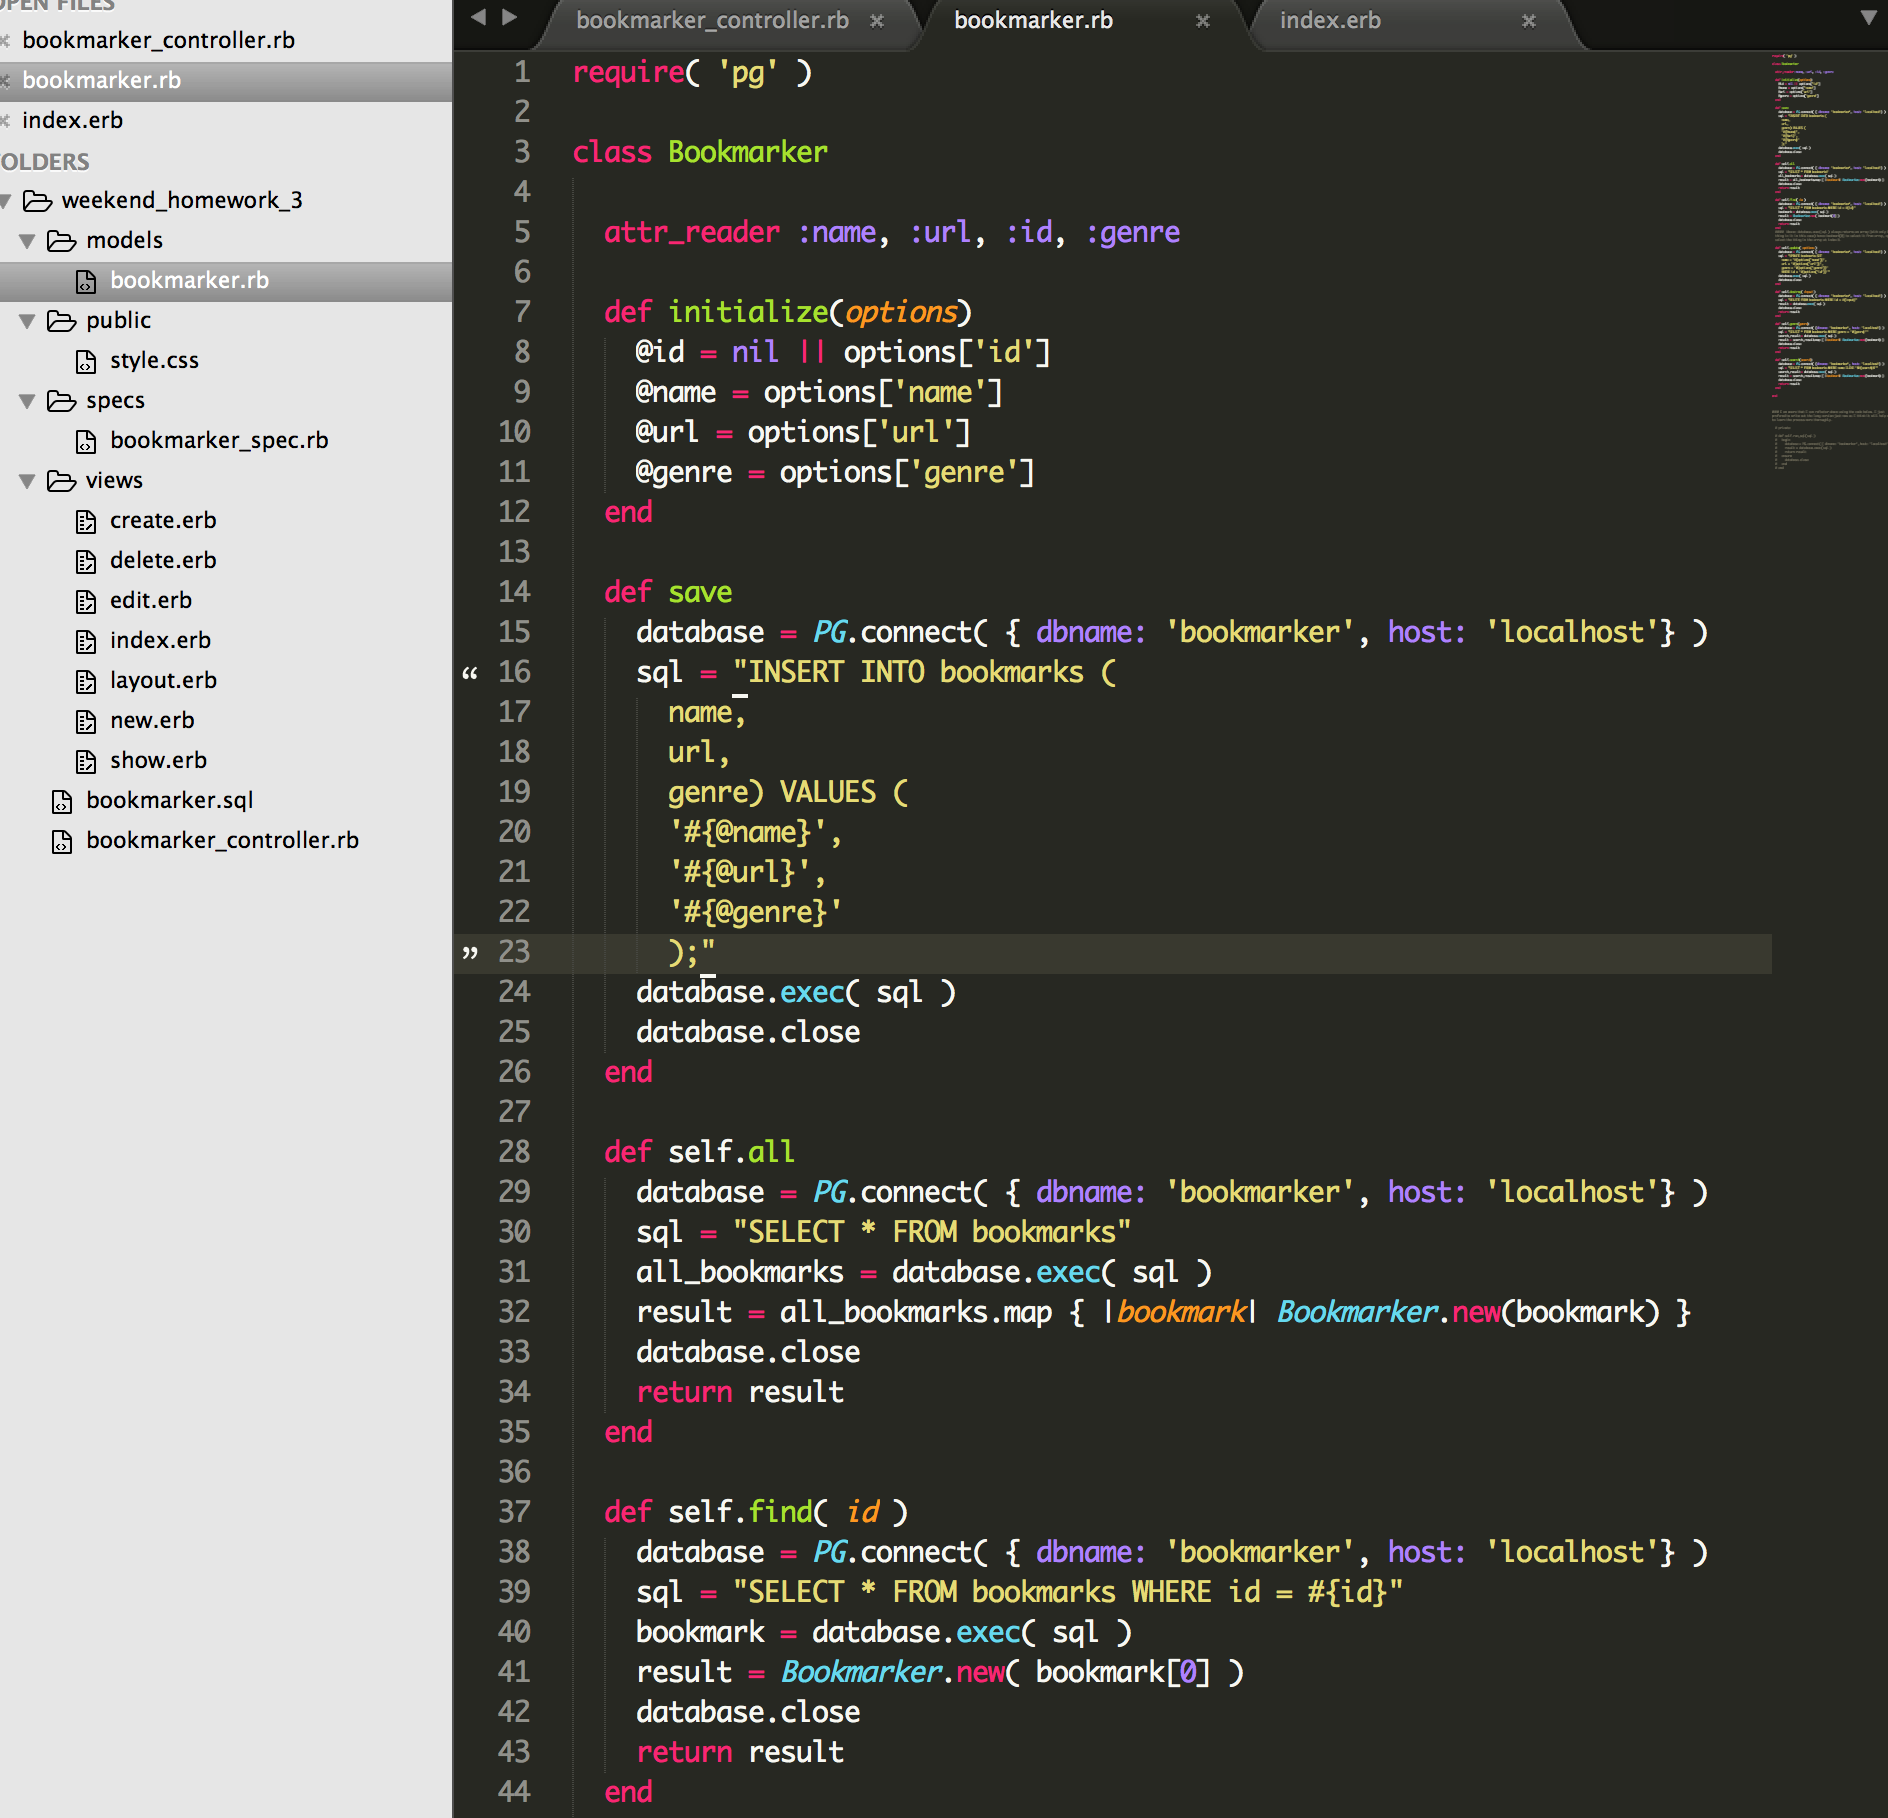 OPEN FILES
bookmarker_controller.rb
bookmarker.rb
index.erb
FOLDERS
weekend_homework_3
models
bookmarker.rb
public
style.css
specs
bookmarker_spec.rb
views
create.erb
delete.erb
edit.erb
index.erb
layout.erb
new.erb
show.erb
bookmarker.sql
bookmarker_controller.rb
bookmarker_controller.rb bookmarker.rb index.erb
1 require( 'pg' )
2
3 class Bookmarker
4
5   attr_reader :name, :url, :id, :genre
6
7   def initialize(options)
8     @id = nil || options['id']
9     @name = options['name']
10     @url = options['url']
11     @genre = options['genre']
12   end
13
14   def save
15     database = PG.connect( { dbname: 'bookmarker', host: 'localhost'} )
“ 16     sql = "INSERT INTO bookmarks (
17       name,
18       url,
19       genre) VALUES (
20       '#{@name}',
21       '#{@url}',
22       '#{@genre}'
” 23       );"
24     database.exec( sql )
25     database.close
26   end
27
28   def self.all
29     database = PG.connect( { dbname: 'bookmarker', host: 'localhost'} )
30     sql = "SELECT * FROM bookmarks"
31     all_bookmarks = database.exec( sql )
32     result = all_bookmarks.map { |bookmark| Bookmarker.new(bookmark) }
33     database.close
34     return result
35   end
36
37   def self.find( id )
38     database = PG.connect( { dbname: 'bookmarker', host: 'localhost'} )
39     sql = "SELECT * FROM bookmarks WHERE id = #{id}"
40     bookmark = database.exec( sql )
41     result = Bookmarker.new( bookmark[0] )
42     database.close
43     return result
44   end